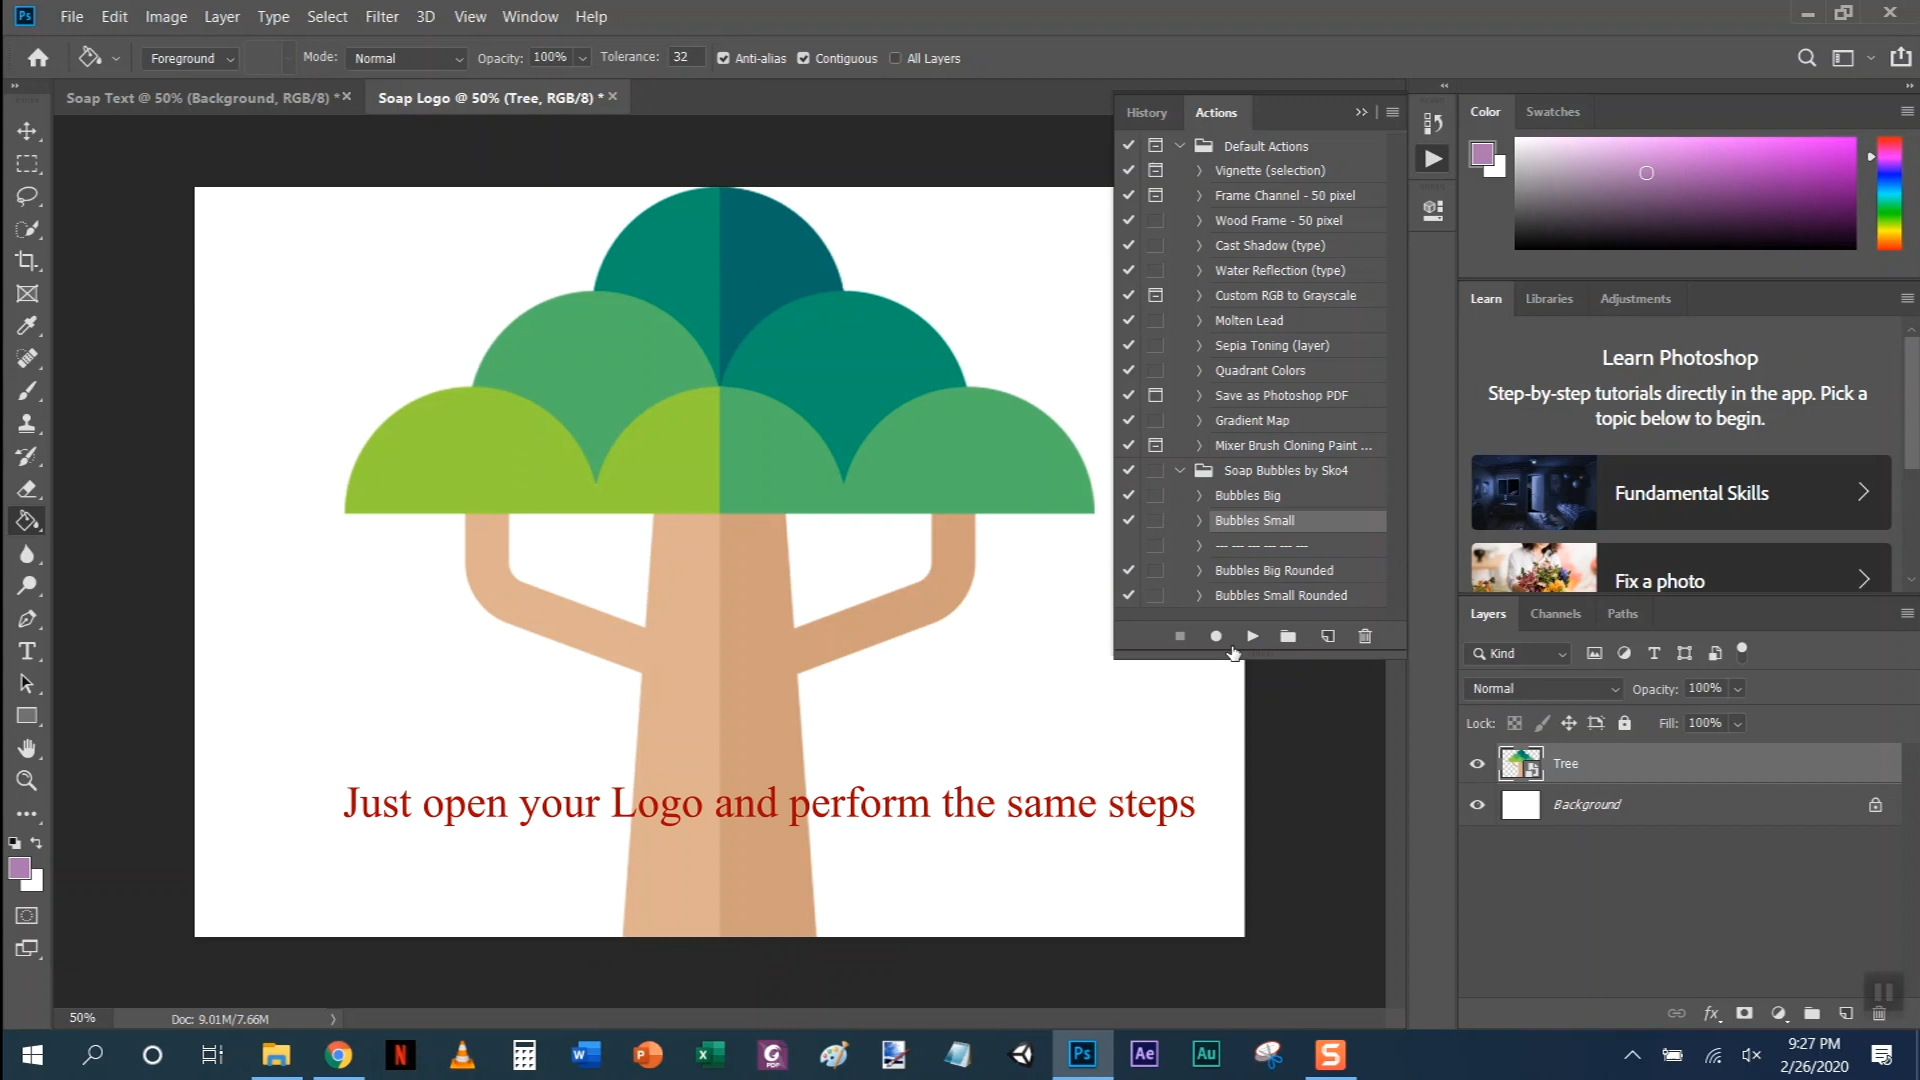 Ps File Edit Image Layer Type Select Filter 3D View Window Help
Foreground Mode: Normal Opacity: 100% Tolerance: 32 Anti-alias Contiguous All Layers
Soap Text @ 50% (Background, RGB/8) * Soap Logo @ 50% (Tree, RGB/8) *
History Actions
Default Actions
Vignette (selection)
Frame Channel - 50 pixel
Wood Frame - 50 pixel
Cast Shadow (type)
Water Reflection (type)
Custom RGB to Grayscale
Molten Lead
Sepia Toning (layer)
Quadrant Colors
Save as Photoshop PDF
Gradient Map
Mixer Brush Cloning Paint ...
Soap Bubbles by Sko4
Bubbles Big
Bubbles Small
--- --- --- --- --- ---
Bubbles Big Rounded
Bubbles Small Rounded
Color Swatches
Learn Libraries Adjustments
Learn Photoshop
Step-by-step tutorials directly in the app. Pick a
topic below to begin.
Fundamental Skills
Fix a photo
Layers Channels Paths
Kind
Normal Opacity: 100%
Lock: Fill: 100%
Tree
Background
Just open your Logo and perform the same steps
50% Doc: 9.01M/7.66M
Ps Ae Au S
9:27 PM
2/26/2020